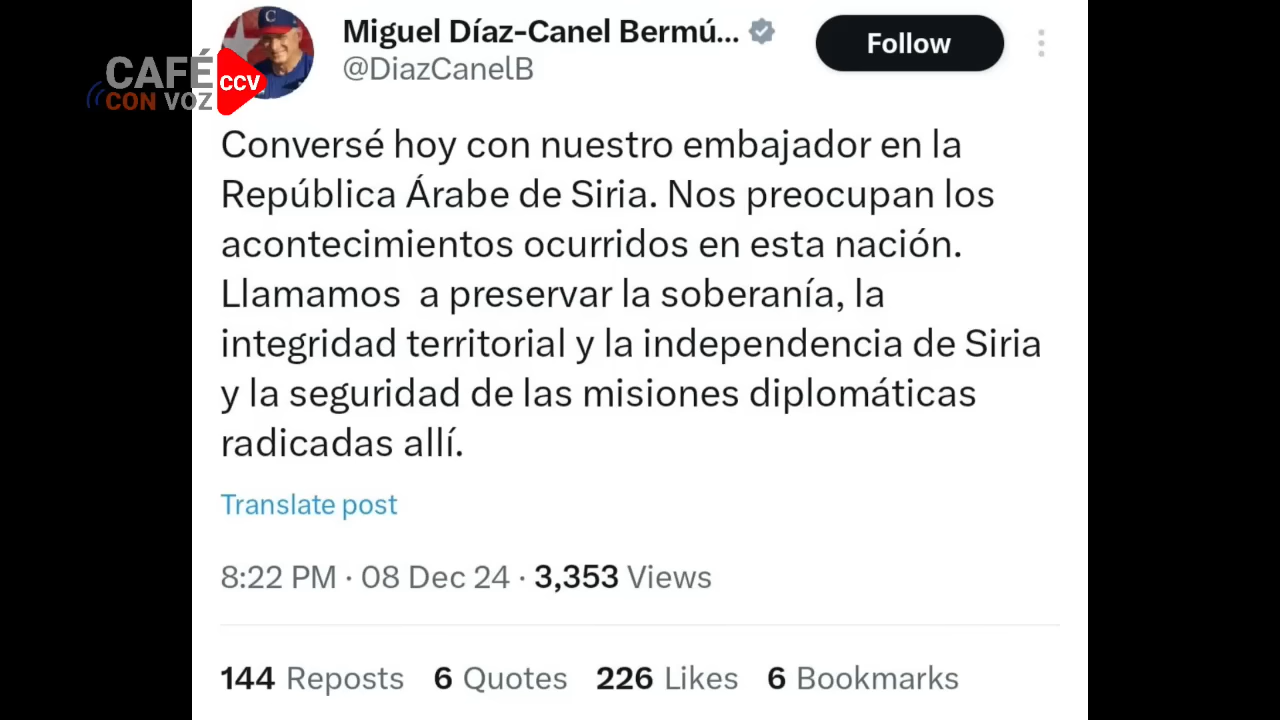 Miguel Díaz-Canel Bermú...
@DiazCanelB
Follow
CAFÉ
CON VOZ
CCV
C
Conversé hoy con nuestro embajador en la
República Árabe de Siria. Nos preocupan los
acontecimientos ocurridos en esta nación.
Llamamos  a preservar la soberanía, la
integridad territorial y la independencia de Siria
y la seguridad de las misiones diplomáticas
radicadas allí.
Translate post
8:22 PM · 08 Dec 24 · 3,353 Views
144 Reposts 6 Quotes 226 Likes 6 Bookmarks